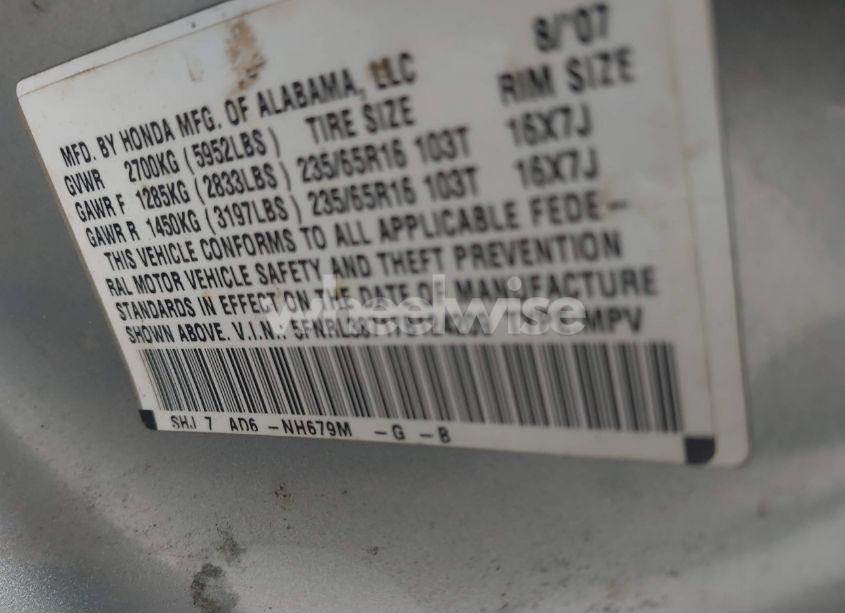 8/'07
MFD. BY HONDA MFG. OF ALABAMA, LLC RIM SIZE
GVWR 2700KG (5952LBS) TIRE SIZE
GAWR F 1285KG (2833LBS) 235/65R16 103T 16X7J
GAWR R 1450KG (3197LBS) 235/65R16 103T 16X7J
THIS VEHICLE CONFORMS TO ALL APPLICABLE FEDE-
RAL MOTOR VEHICLE SAFETY AND THEFT PREVENTION
STANDARDS IN EFFECT ON THE DATE OF MANUFACTURE
SHOWN ABOVE. V.I.N.: MPV
wheelwise
SHJ 7 AD6 -NH679M -G -B